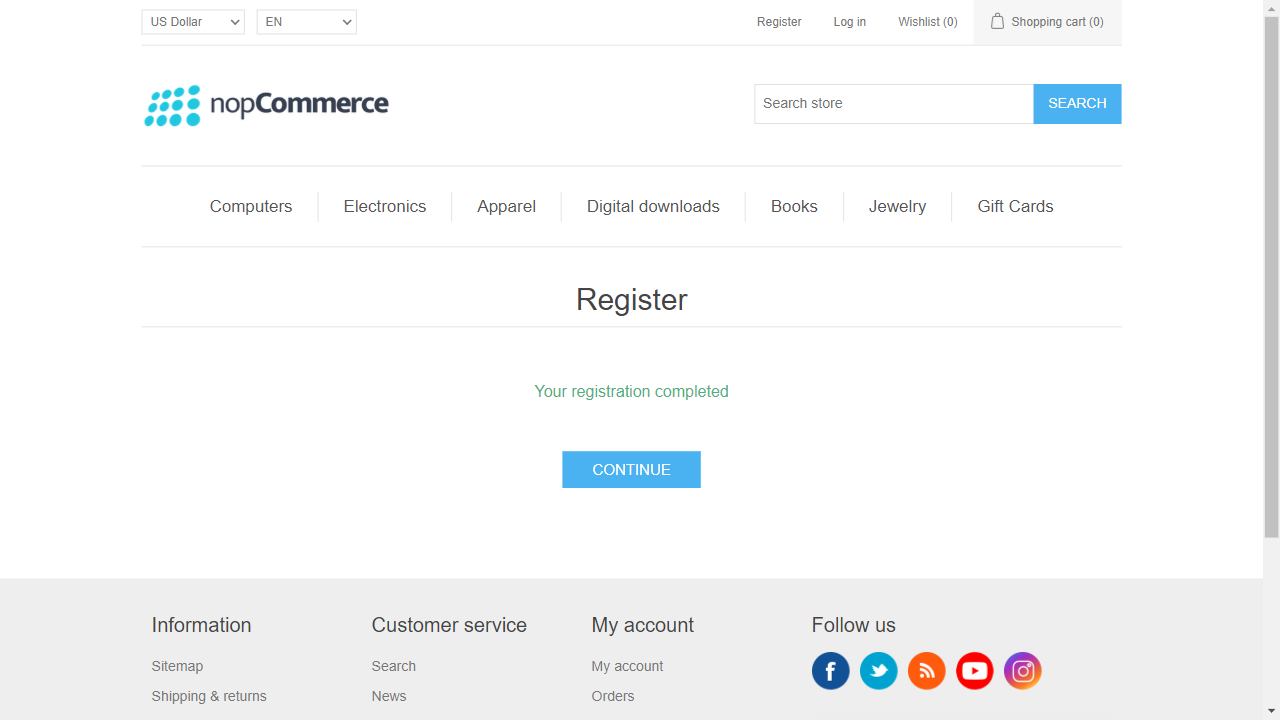 US Dollar EN Register Log in Wishlist (0) Shopping cart (0)
nopCommerce Search store SEARCH
Computers Electronics Apparel Digital downloads Books Jewelry Gift Cards
Register
Your registration completed
CONTINUE
Information Customer service My account Follow us
Sitemap Search My account
Shipping & returns News Orders